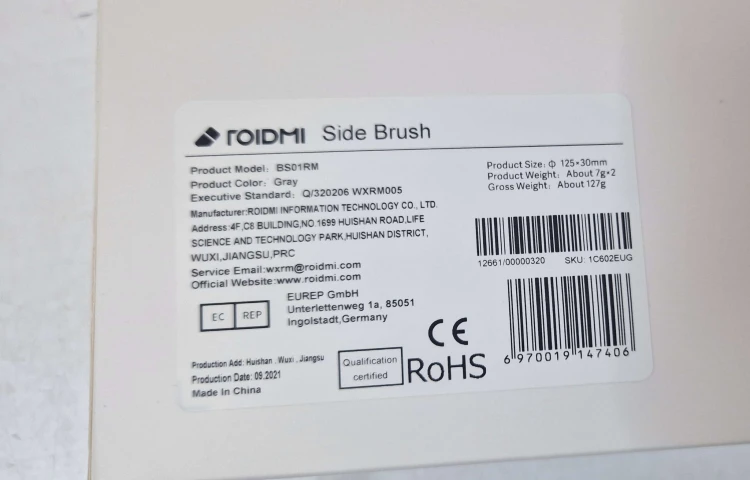 ROIDMI Side Brush
Product Model: BS01RM
Product Color: Gray
Executive Standard: Q/320206 WXRM005
Manufacturer:ROIDMI INFORMATION TECHNOLOGY CO., LTD.
Address:4F,C8 BUILDING,NO.1699 HUISHAN ROAD,LIFE
SCIENCE AND TECHNOLOGY PARK,HUISHAN DISTRICT,
WUXI,JIANGSU,PRC
Service Email:wxrm@roidmi.com
Official Website:www.roidmi.com
Product Size: Φ 125×30mm
Product Weight: About 7g×2
Gross Weight: About 127g
12661/00000320 SKU: 1C602EUG
EC REP
EUREP GmbH
Unterlettenweg 1a, 85051
Ingolstadt,Germany
Production Add: Huishan , Wuxi , Jiangsu
Production Date: 09.2021
Made In China
Qualification
certified
CE
RoHS
6 970019 147406